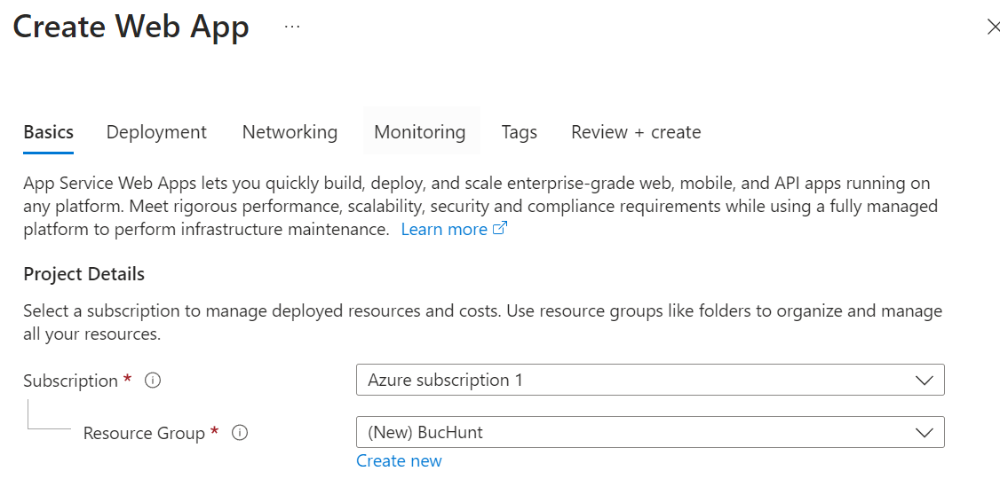 Create Web App ...
Basics Deployment Networking Monitoring Tags Review + create
App Service Web Apps lets you quickly build, deploy, and scale enterprise-grade web, mobile, and API apps running on
any platform. Meet rigorous performance, scalability, security and compliance requirements while using a fully managed
platform to perform infrastructure maintenance. Learn more
Project Details
Select a subscription to manage deployed resources and costs. Use resource groups like folders to organize and manage
all your resources.
Subscription * Azure subscription 1
Resource Group * (New) BucHunt
Create new